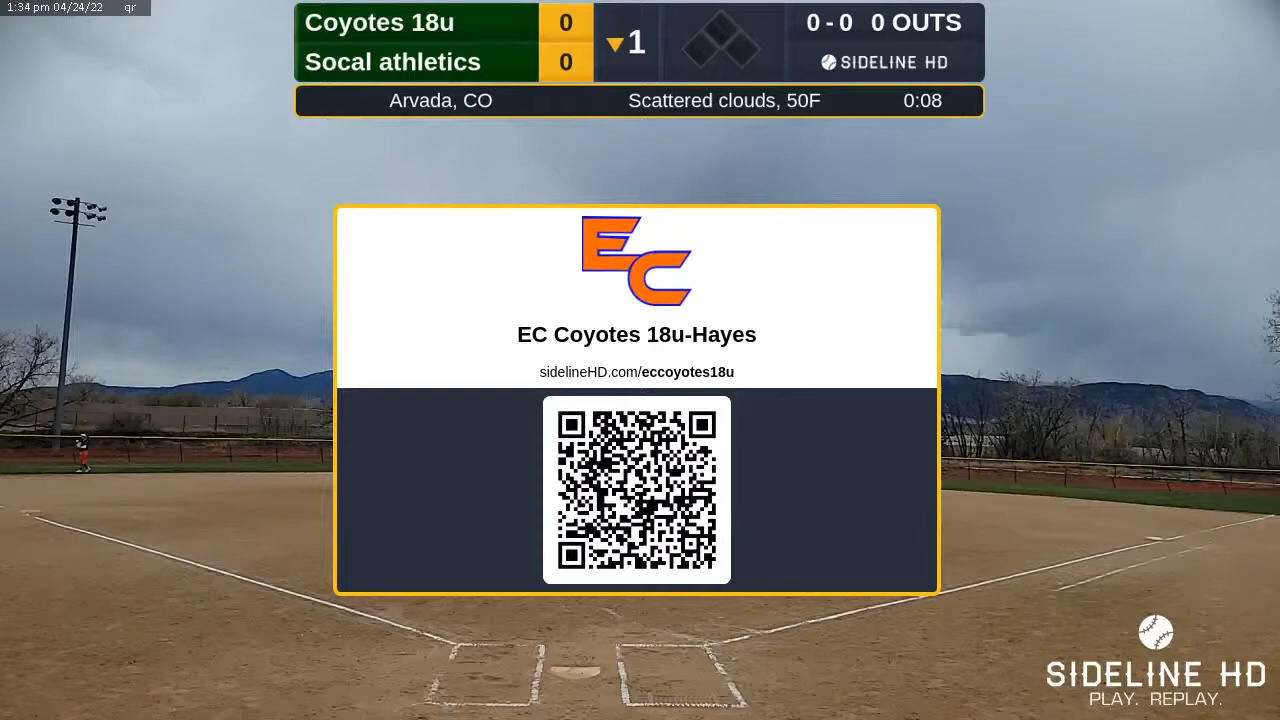 1:34 pm 04/24/22 qr
Coyotes 18u 0
Socal athletics 0
▼1
0 - 0 0 OUTS
SIDELINE HD
Arvada, CO Scattered clouds, 50F 0:08
EC
EC Coyotes 18u-Hayes
sidelineHD.com/eccoyotes18u
SIDELINE HD
PLAY. REPLAY.